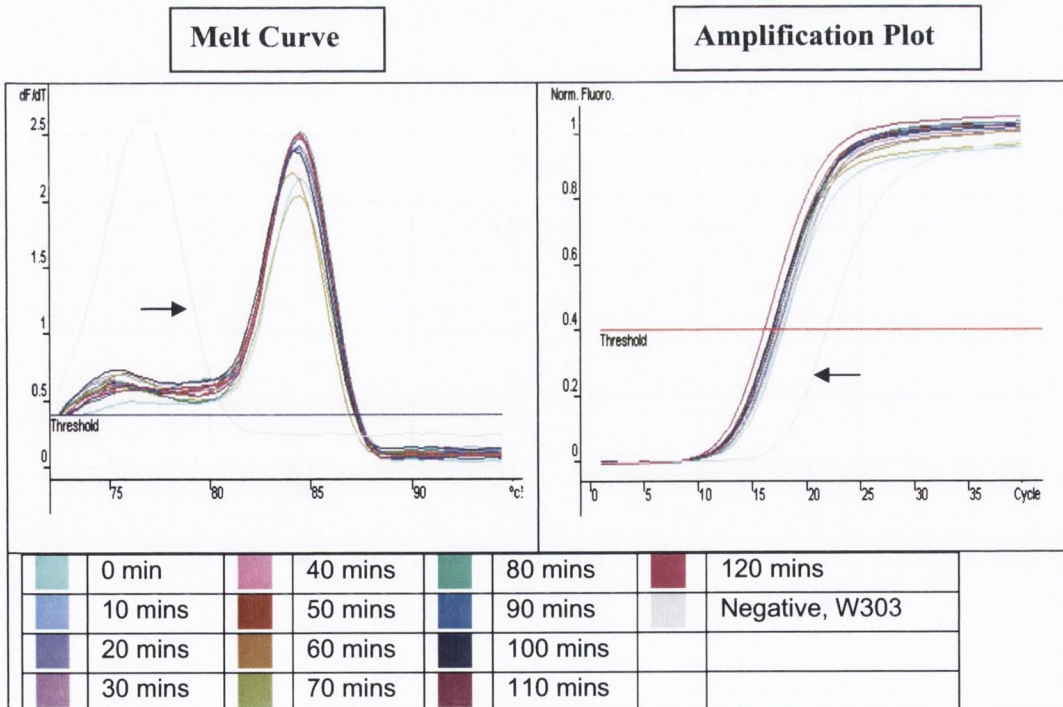 Melt Curve
Amplification Plot
dF/dT
2.5
2
1.5
1
0.5
Threshold
0
75
80
85
90
°C
Norm. Fluoro.
1
0.8
0.6
0.4
Threshold
0.2
0
0
5
10
15
20
25
30
35
Cycle
0 min 40 mins 80 mins 120 mins
10 mins 50 mins 90 mins Negative, W303
20 mins 60 mins 100 mins
30 mins 70 mins 110 mins